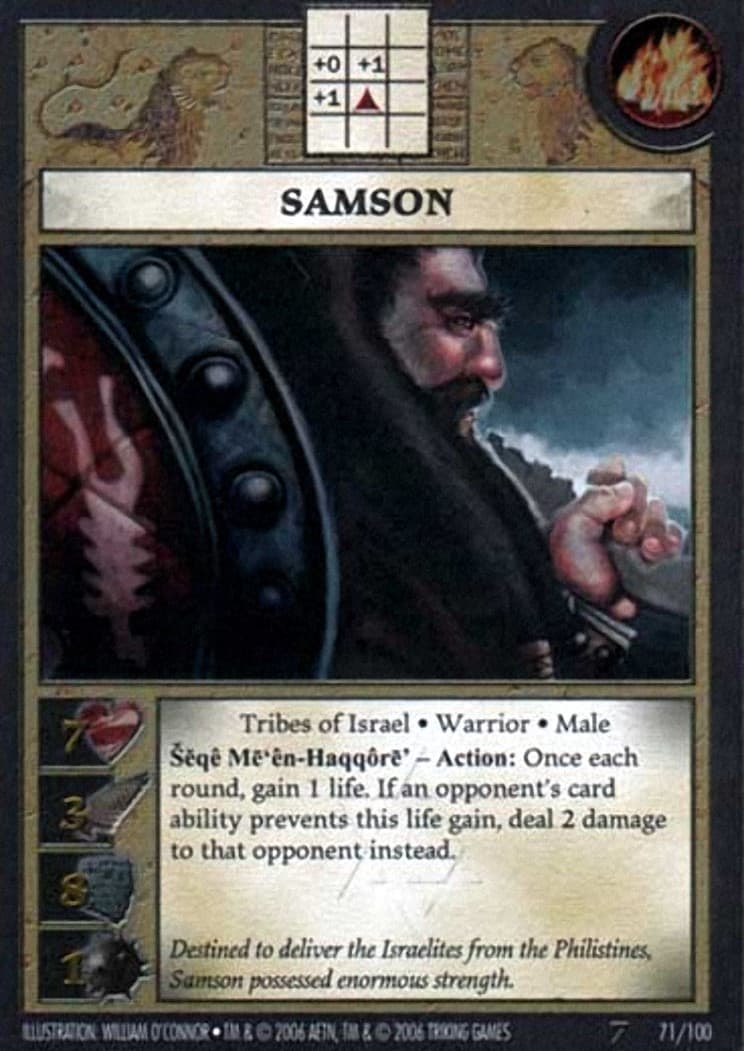 +0 +1
+1
SAMSON
7
3
8
1
Tribes of Israel • Warrior • Male
Šēqê Mē‘ên-Haqqôrē’ – Action: Once each
round, gain 1 life. If an opponent's card
ability prevents this life gain, deal 2 damage
to that opponent instead.
Destined to deliver the Israelites from the Philistines,
Samson possessed enormous strength.
ILLUSTRATION: WILLIAM O'CONNOR • TM & © 2006 AETN, TM & © 2006 TRIKING GAMES 7 71/100